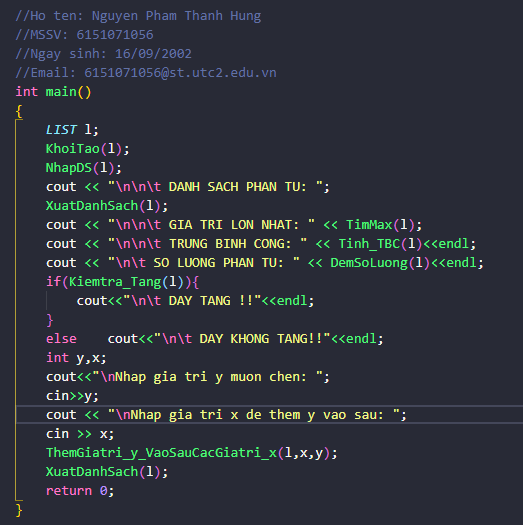 //Ho ten: Nguyen Pham Thanh Hung
//MSSV: 6151071056
//Ngay sinh: 16/09/2002
//Email: 6151071056@st.utc2.edu.vn
int main()
{
    LIST l;
    KhoiTao(l);
    NhapDS(l);
    cout << "\n\n\t DANH SACH PHAN TU: ";
    XuatDanhSach(l);
    cout << "\n\n\t GIA TRI LON NHAT: " << TimMax(l);
    cout << "\n\n\t TRUNG BINH CONG: " << Tinh_TBC(l)<<endl;
    cout << "\n\t SO LUONG PHAN TU: " << DemSoLuong(l)<<endl;
    if(Kiemtra_Tang(l)){
        cout<<"\n\t DAY TANG !!"<<endl;
    }
    else    cout<<"\n\t DAY KHONG TANG!!"<<endl;
    int y,x;
    cout<<"\nNhap gia tri y muon chen: ";
    cin>>y;
    cout << "\nNhap gia tri x de them y vao sau: ";
    cin >> x;
    ThemGiatri_y_VaoSauCacGiatri_x(l,x,y);
    XuatDanhSach(l);
    return 0;
}